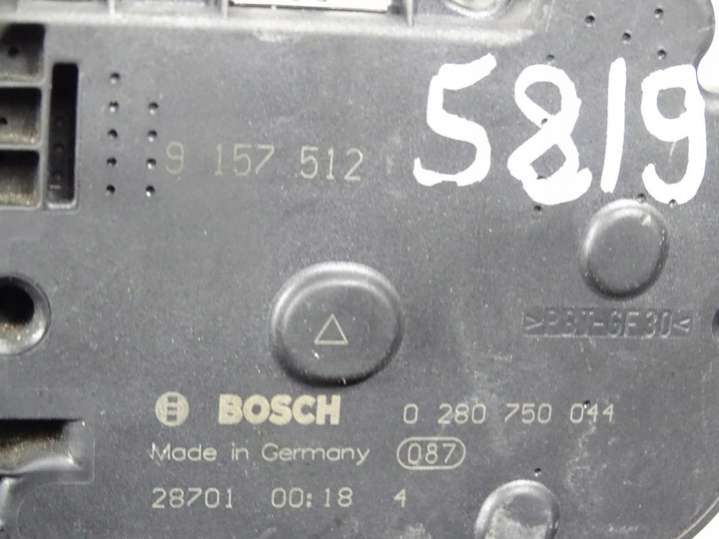 5819
9 157 512
>PBT-GF30<
BOSCH 0 280 750 044
Made in Germany 087
28701 00:18 4